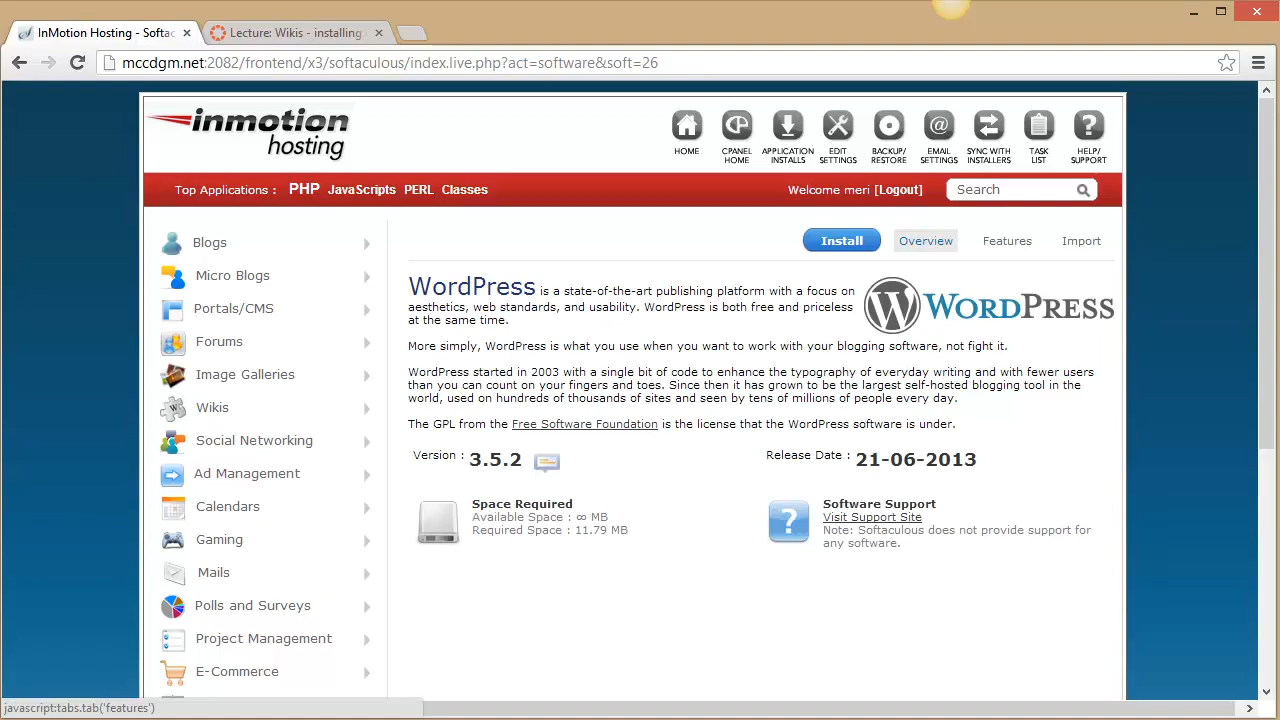 InMotion Hosting - Softac
Lecture: Wikis - installing
mccdgm.net:2082/frontend/x3/softaculous/index.live.php?act=software&soft=26
inmotion
hosting
HOME
CPANEL
HOME
APPLICATION
INSTALLS
EDIT
SETTINGS
BACKUP/
RESTORE
EMAIL
SETTINGS
SYNC WITH
INSTALLERS
TASK
LIST
HELP/
SUPPORT
Top Applications : PHP JavaScripts PERL Classes
Welcome meri [Logout]
Search
Blogs
Micro Blogs
Portals/CMS
Forums
Image Galleries
Wikis
Social Networking
Ad Management
Calendars
Gaming
Mails
Polls and Surveys
Project Management
E-Commerce
Install Overview Features Import
WordPress is a state-of-the-art publishing platform with a focus on
aesthetics, web standards, and usability. WordPress is both free and priceless
at the same time.
WORDPRESS
More simply, WordPress is what you use when you want to work with your blogging software, not fight it.
WordPress started in 2003 with a single bit of code to enhance the typography of everyday writing and with fewer users
than you can count on your fingers and toes. Since then it has grown to be the largest self-hosted blogging tool in the
world, used on hundreds of thousands of sites and seen by tens of millions of people every day.
The GPL from the Free Software Foundation is the license that the WordPress software is under.
Version : 3.5.2
Release Date : 21-06-2013
Space Required
Available Space : ∞ MB
Required Space : 11.79 MB
Software Support
Visit Support Site
Note: Softaculous does not provide support for
any software.
javascript:tabs.tab('features')